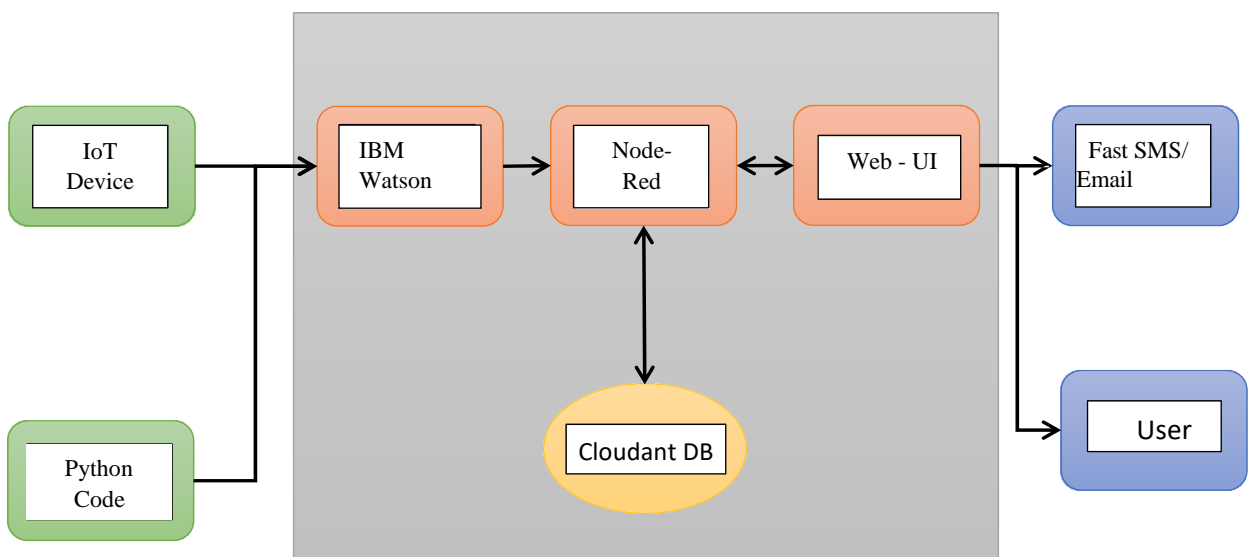 IoT
Device
IBM
Watson
Node-
Red
Web - UI
Fast SMS/
Email
Python
Code
Cloudant DB
User